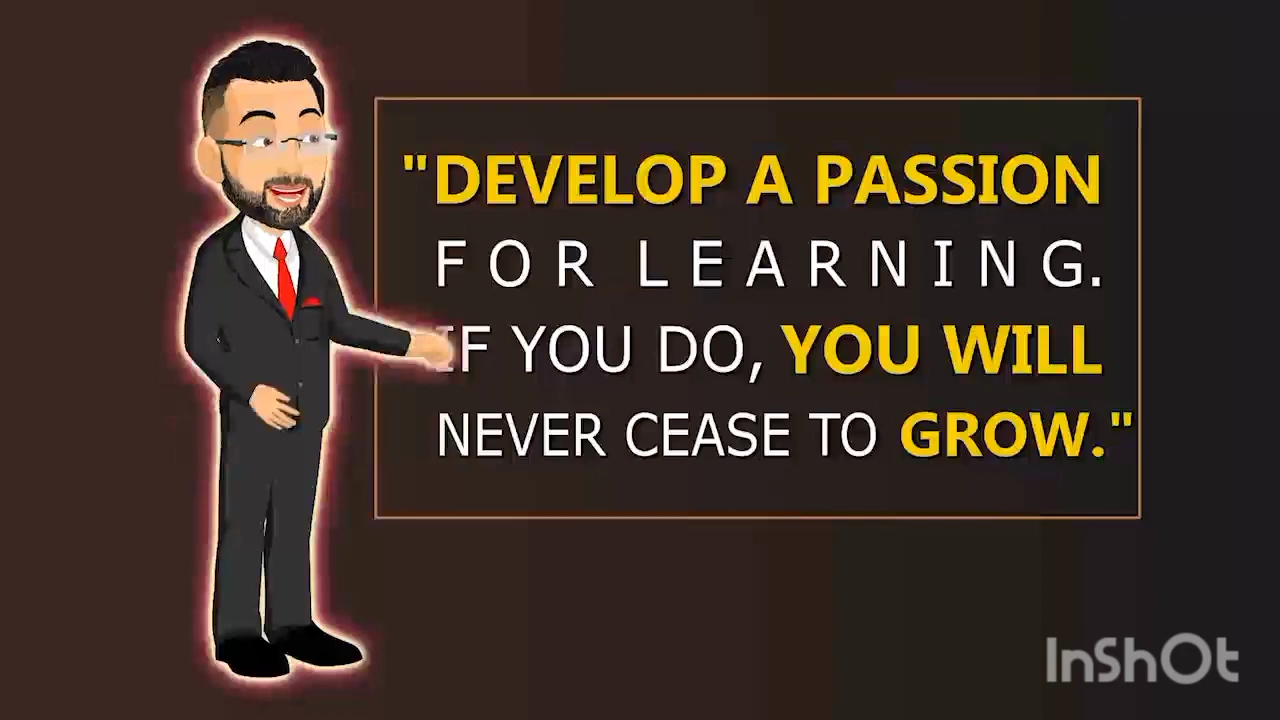 "DEVELOP A PASSION
FOR LEARNING.
IF YOU DO, YOU WILL
NEVER CEASE TO GROW."
InShOt